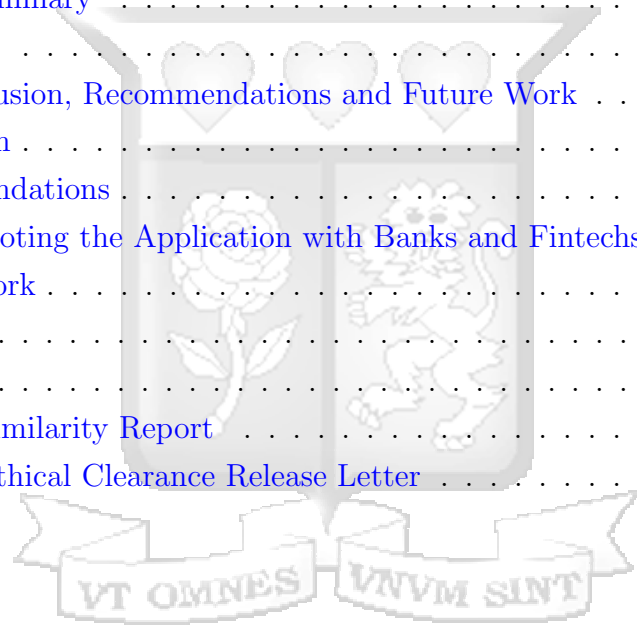 mmary . . . . . . . . . . . . . . . . . . . .
. . . . . . . . . . . . . . . . . . . . . . . .
usion, Recommendations and Future Work . .
n . . . . . . . . . . . . . . . . . . . . . . . . .
ndations . . . . . . . . . . . . . . . . . . . . .
oting the Application with Banks and Fintechs
ork . . . . . . . . . . . . . . . . . . . . . . . .
. . . . . . . . . . . . . . . . . . . . . . . . . .
. . . . . . . . . . . . . . . . . . . . . . . . . .
milarity Report . . . . . . . . . . . . . . . .
thical Clearance Release Letter . . . . . . . .
VT OMNES VNVM SINT